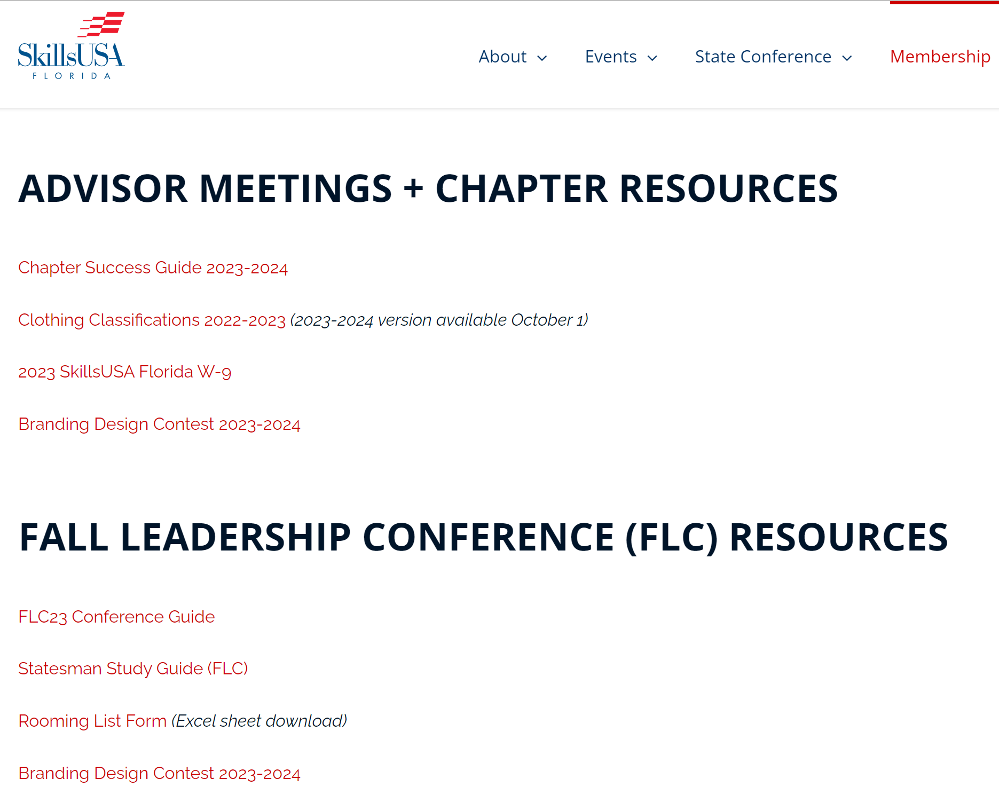 SkillsUSA
FLORIDA
About
Events
State Conference
Membership
ADVISOR MEETINGS + CHAPTER RESOURCES
Chapter Success Guide 2023-2024
Clothing Classifications 2022-2023 (2023-2024 version available October 1)
2023 SkillsUSA Florida W-9
Branding Design Contest 2023-2024
FALL LEADERSHIP CONFERENCE (FLC) RESOURCES
FLC23 Conference Guide
Statesman Study Guide (FLC)
Rooming List Form (Excel sheet download)
Branding Design Contest 2023-2024